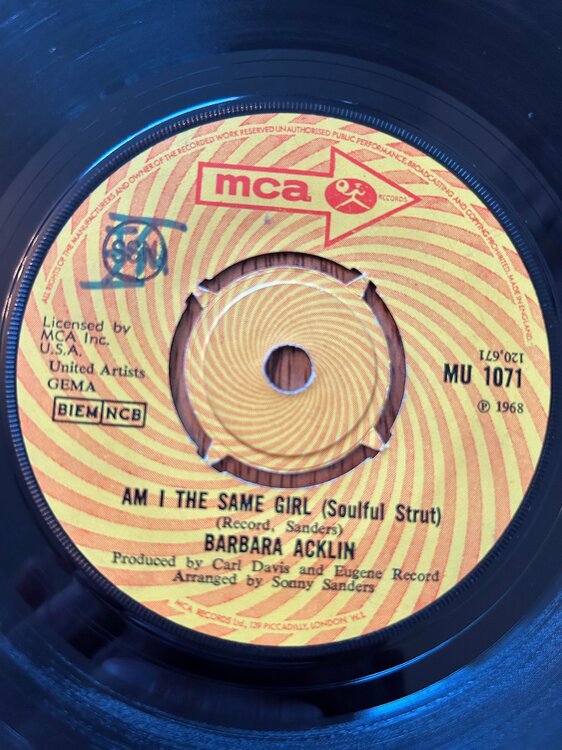 ALL RIGHTS OF THE MANUFACTURERS AND OWNER OF THE RECORDED WORK RESERVED UNAUTHORISED PUBLIC PERFORMANCE, BROADCASTING AND COPYING PROHIBITED. MADE IN ENGLAND.
mca
RECORDS
Licensed by
MCA Inc.
U.S.A.
United Artists
GEMA
BIEM NCB
120,671
MU 1071
℗ 1968
AM I THE SAME GIRL (Soulful Strut)
(Record, Sanders)
BARBARA ACKLIN
Produced by Carl Davis and Eugene Record
Arranged by Sonny Sanders
MCA RECORDS Ltd., 139 PICCADILLY, LONDON W.1.